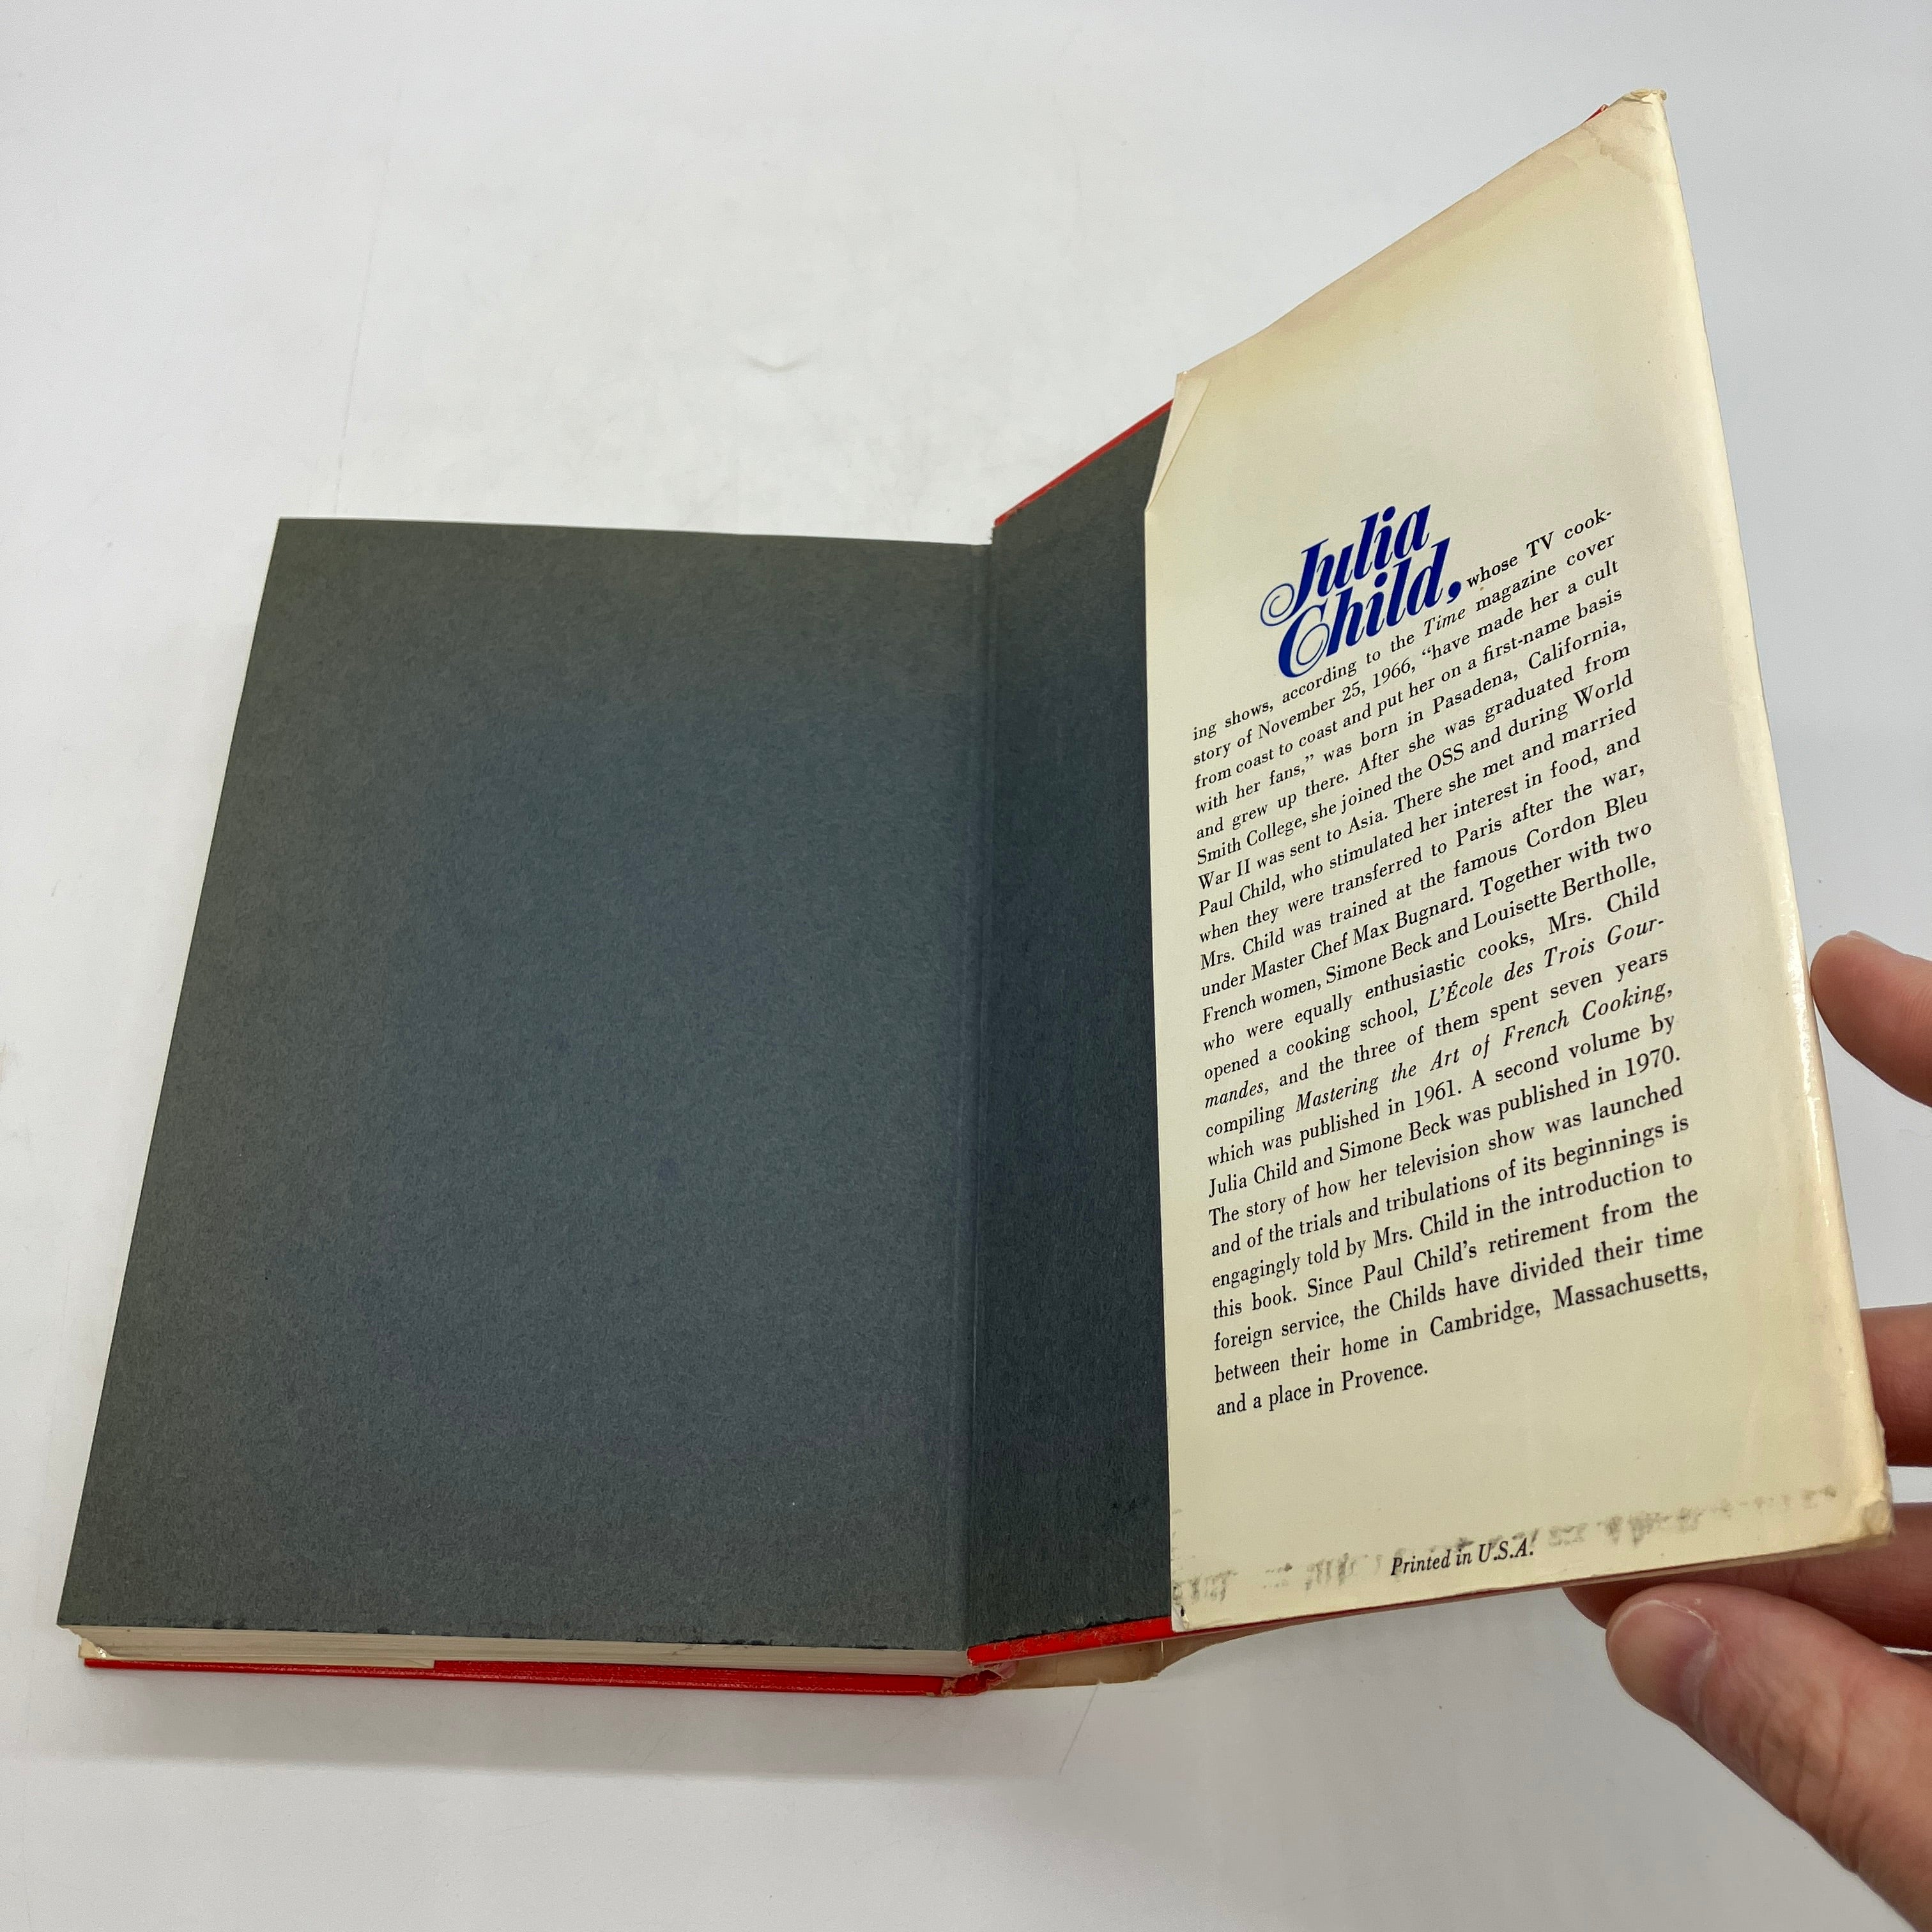 Julia
Child, whose TV cook-
ing shows, according to the Time magazine cover
story of November 25, 1966, “have made her a cult
from coast to coast and put her on a first-name basis
with her fans,” was born in Pasadena, California,
and grew up there. After she was graduated from
Smith College, she joined the OSS and during World
War II was sent to Asia. There she met and married
Paul Child, who stimulated her interest in food, and
when they were transferred to Paris after the war,
Mrs. Child was trained at the famous Cordon Bleu
under Master Chef Max Bugnard. Together with two
French women, Simone Beck and Louisette Bertholle,
who were equally enthusiastic cooks, Mrs. Child
opened a cooking school, L’École des Trois Gour-
mandes, and the three of them spent seven years
compiling Mastering the Art of French Cooking,
which was published in 1961. A second volume by
Julia Child and Simone Beck was published in 1970.
The story of how her television show was launched
and of the trials and tribulations of its beginnings is
engagingly told by Mrs. Child in the introduction to
this book. Since Paul Child’s retirement from the
foreign service, the Childs have divided their time
between their home in Cambridge, Massachusetts,
and a place in Provence.
Printed in U.S.A.